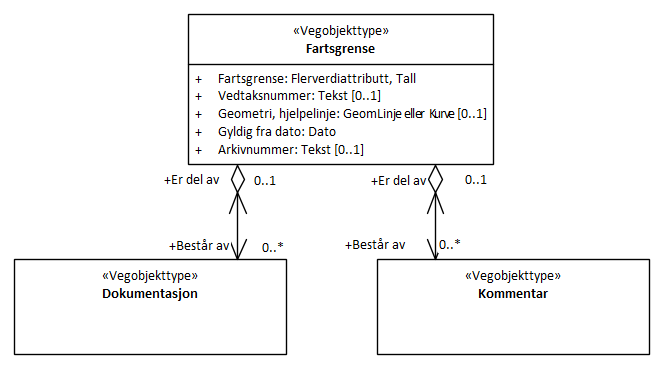 «Vegobjekttype»
Fartsgrense
+ Fartsgrense: Flerverdiattributt, Tall
+ Vedtaksnummer: Tekst [0..1]
+ Geometri, hjelpelinje: GeomLinje eller Kurve [0..1]
+ Gyldig fra dato: Dato
+ Arkivnummer: Tekst [0..1]
+Er del av 0..1 +Er del av 0..1
+Består av 0..* +Består av 0..*
«Vegobjekttype» «Vegobjekttype»
Dokumentasjon Kommentar